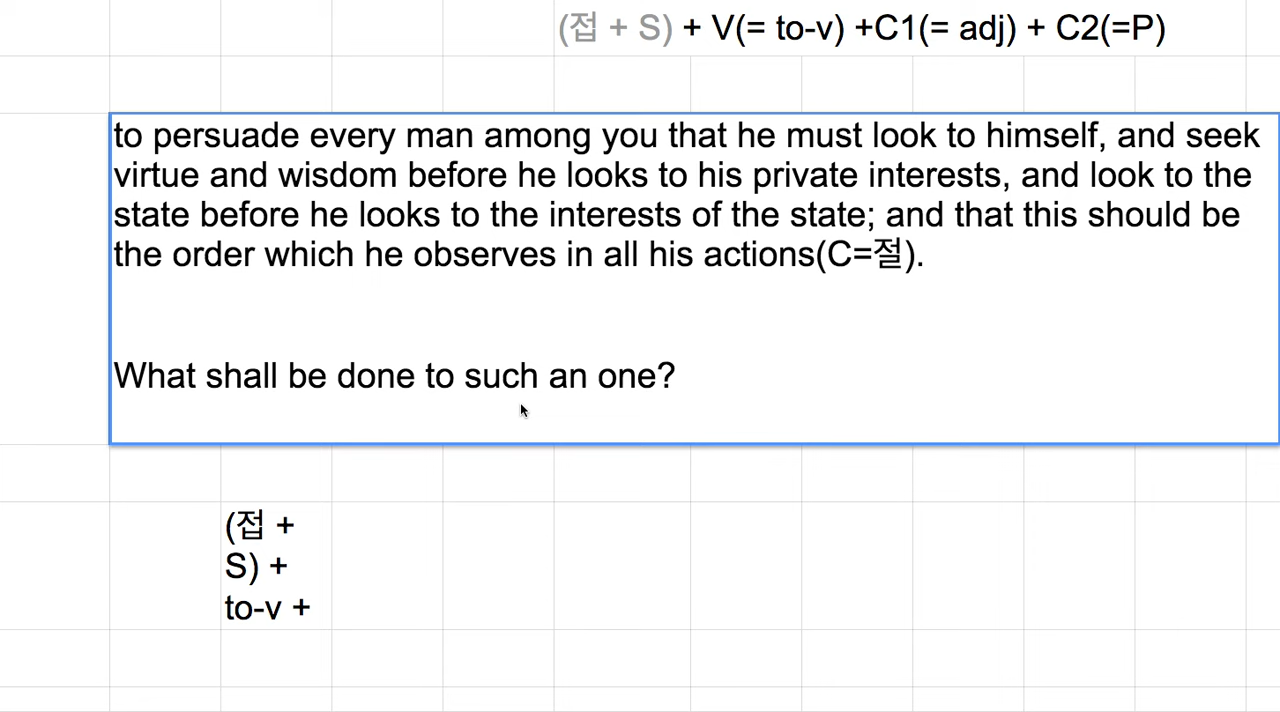 (접 + S) + V(= to-v) +C1(= adj) + C2(=P)
to persuade every man among you that he must look to himself, and seek
virtue and wisdom before he looks to his private interests, and look to the
state before he looks to the interests of the state; and that this should be
the order which he observes in all his actions(C=절).
What shall be done to such an one?
(접 +
S) +
to-v +